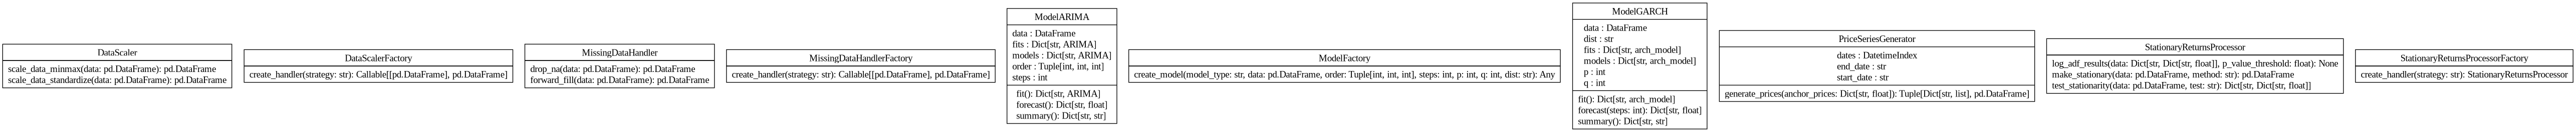 DataScaler
scale_data_minmax(data: pd.DataFrame): pd.DataFrame
scale_data_standardize(data: pd.DataFrame): pd.DataFrame
DataScalerFactory
create_handler(strategy: str): Callable[[pd.DataFrame], pd.DataFrame]
MissingDataHandler
drop_na(data: pd.DataFrame): pd.DataFrame
forward_fill(data: pd.DataFrame): pd.DataFrame
MissingDataHandlerFactory
create_handler(strategy: str): Callable[[pd.DataFrame], pd.DataFrame]
ModelARIMA
data : DataFrame
fits : Dict[str, ARIMA]
models : Dict[str, ARIMA]
order : Tuple[int, int, int]
steps : int
fit(): Dict[str, ARIMA]
forecast(): Dict[str, float]
summary(): Dict[str, str]
ModelFactory
create_model(model_type: str, data: pd.DataFrame, order: Tuple[int, int, int], steps: int, p: int, q: int, dist: str): Any
ModelGARCH
data : DataFrame
dist : str
fits : Dict[str, arch_model]
models : Dict[str, arch_model]
p : int
q : int
fit(): Dict[str, arch_model]
forecast(steps: int): Dict[str, float]
summary(): Dict[str, str]
PriceSeriesGenerator
dates : DatetimeIndex
end_date : str
start_date : str
generate_prices(anchor_prices: Dict[str, float]): Tuple[Dict[str, list], pd.DataFrame]
StationaryReturnsProcessor
log_adf_results(data: Dict[str, Dict[str, float]], p_value_threshold: float): None
make_stationary(data: pd.DataFrame, method: str): pd.DataFrame
test_stationarity(data: pd.DataFrame, test: str): Dict[str, Dict[str, float]]
StationaryReturnsProcessorFactory
create_handler(strategy: str): StationaryReturnsProcessor